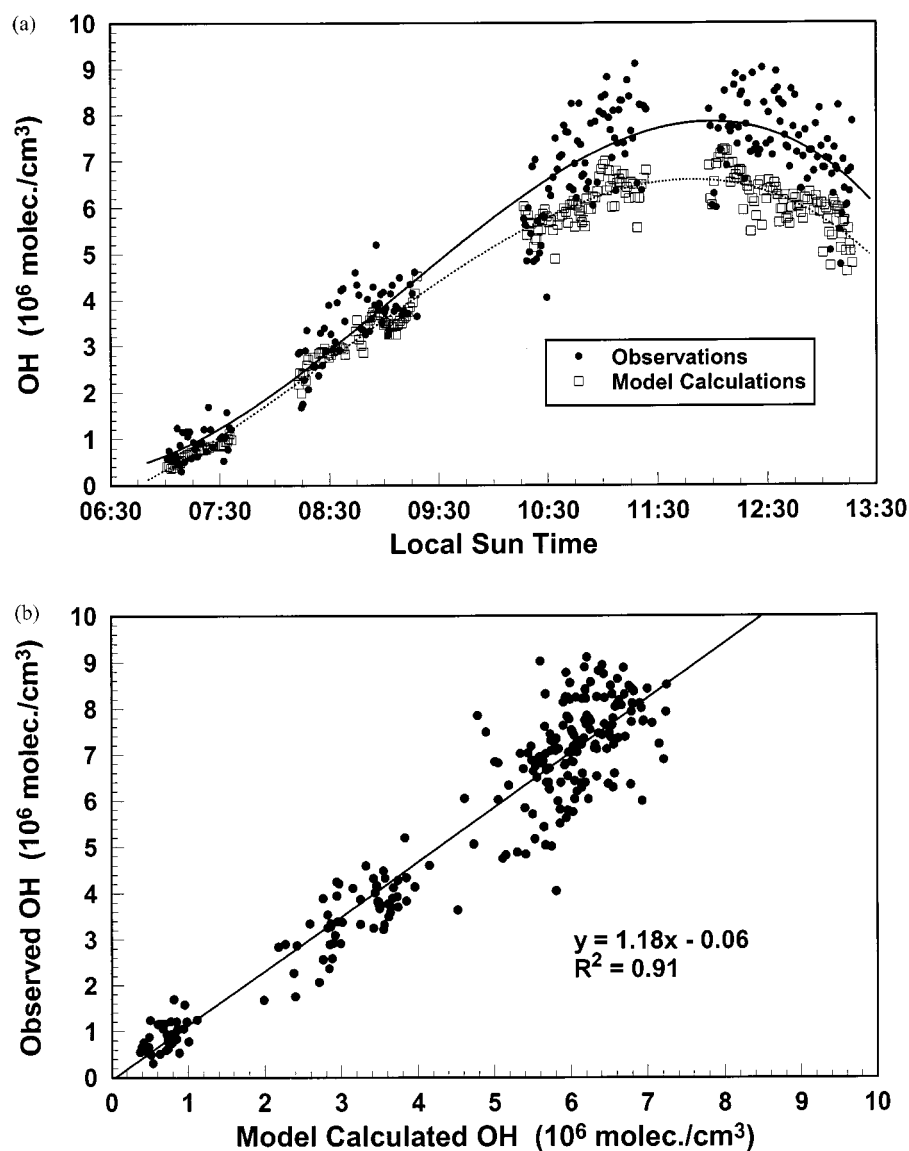 (a)
10
9
8
7
6
5
4
3
2
1
0
OH (10⁶ molec./cm³)
Observations
Model Calculations
06:30 07:30 08:30 09:30 10:30 11:30 12:30 13:30
Local Sun Time
(b)
10
9
8
7
6
5
4
3
2
1
0
Observed OH (10⁶ molec./cm³)
y = 1.18x - 0.06
R² = 0.91
0 1 2 3 4 5 6 7 8 9 10
Model Calculated OH (10⁶ molec./cm³)